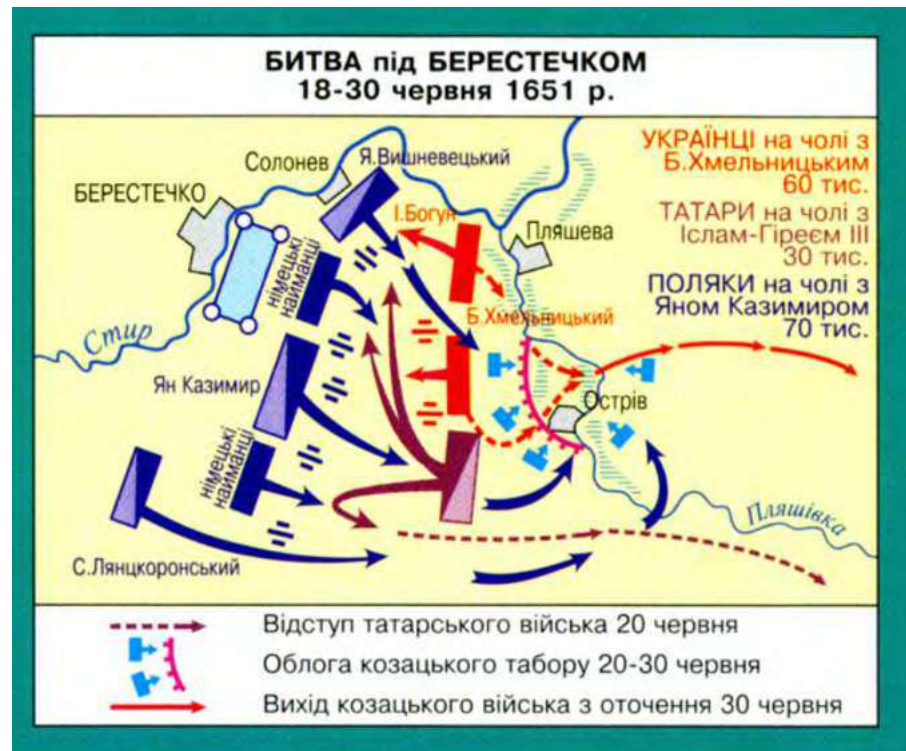 БИТВА під БЕРЕСТЕЧКОМ
18-30 червня 1651 р.
УКРАЇНЦІ на чолі з
Б.Хмельницьким
60 тис.
ТАТАРИ на чолі з
Іслам-Гіреєм III
30 тис.
ПОЛЯКИ на чолі з
Яном Казимиром
70 тис.
Солонев
Я.Вишневецький
БЕРЕСТЕЧКО
І.Богун
Пляшева
німецькі
найманці
Б.Хмельницький
Стир
Ян Казимир
Острів
німецькі
найманці
Пляшівка
С.Лянцкоронський
Відступ татарського війська 20 червня
Облога козацького табору 20-30 червня
Вихід козацького війська з оточення 30 червня